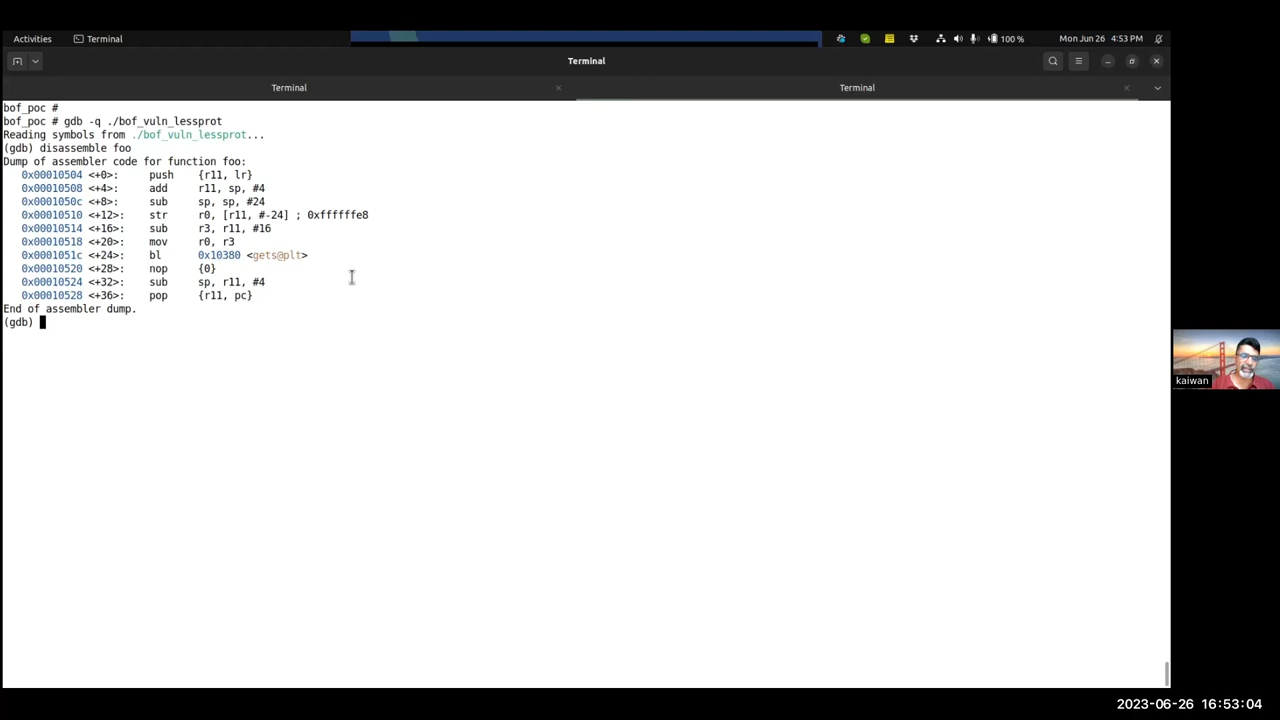 Activities Terminal 100 % Mon Jun 26 4:53 PM
Terminal
Terminal Terminal
bof_poc #
bof_poc # gdb -q ./bof_vuln_lessprot
Reading symbols from ./bof_vuln_lessprot...
(gdb) disassemble foo
Dump of assembler code for function foo:
0x00010504 <+0>: push {r11, lr}
0x00010508 <+4>: add r11, sp, #4
0x0001050c <+8>: sub sp, sp, #24
0x00010510 <+12>: str r0, [r11, #-24] ; 0xffffffe8
0x00010514 <+16>: sub r3, r11, #16
0x00010518 <+20>: mov r0, r3
0x0001051c <+24>: bl 0x10380 <gets@plt>
0x00010520 <+28>: nop {0}
0x00010524 <+32>: sub sp, r11, #4
0x00010528 <+36>: pop {r11, pc}
End of assembler dump.
(gdb)
kaiwan
2023-06-26 16:53:04